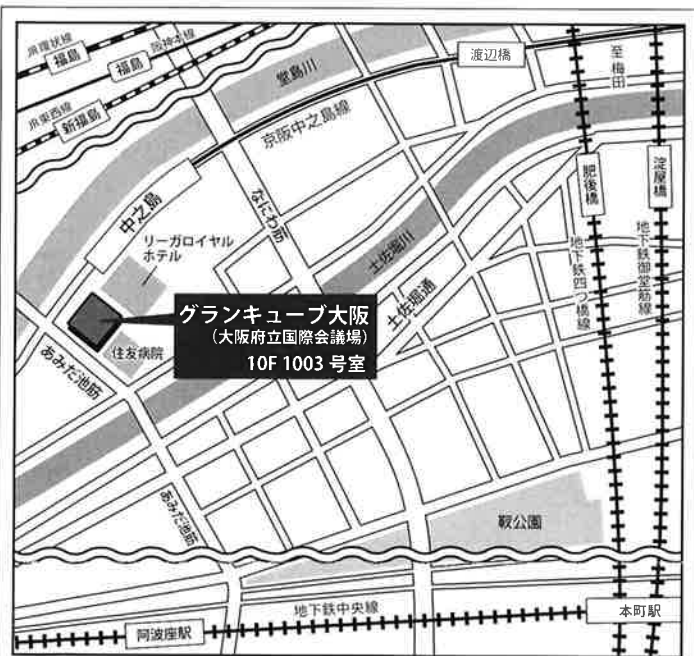 JR環状線
福島
阪神本線
福島
JR東西線
新福島
堂島川
渡辺橋
至梅田
京阪中之島線
中之島
なにわ筋
肥後橋
淀屋橋
リーガロイヤル
ホテル
土佐堀川
土佐堀通
地下鉄四つ橋線
地下鉄御堂筋線
グランキューブ大阪
(大阪府立国際会議場)
10F 1003 号室
住友病院
あみだ池筋
あみだ池筋
靱公園
地下鉄中央線
阿波座駅
本町駅